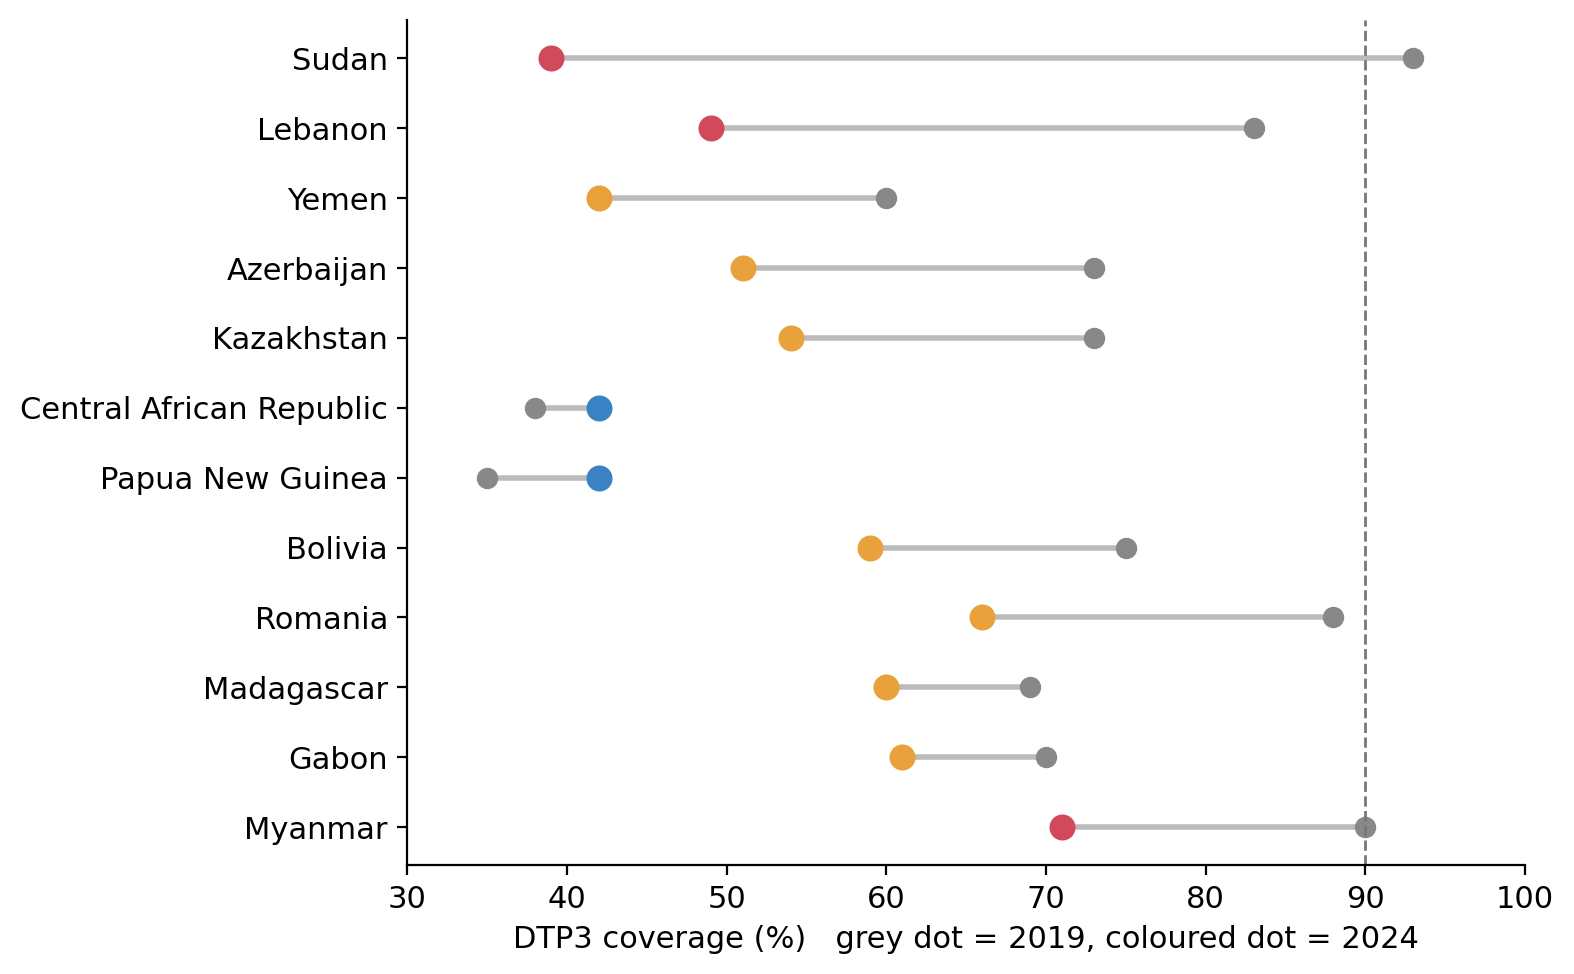 Sudan
Lebanon
Yemen
Azerbaijan
Kazakhstan
Central African Republic
Papua New Guinea
Bolivia
Romania
Madagascar
Gabon
Myanmar
30 40 50 60 70 80 90 100
DTP3 coverage (%)   grey dot = 2019, coloured dot = 2024